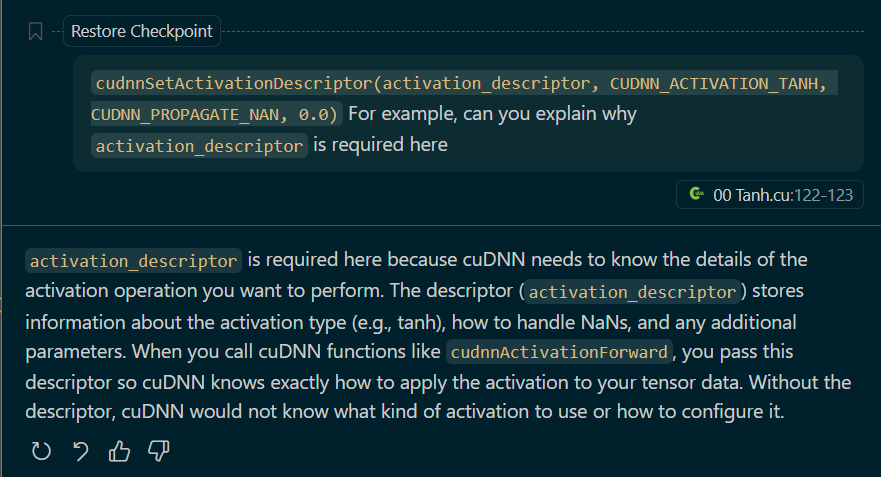 Restore Checkpoint
cudnnSetActivationDescriptor(activation_descriptor, CUDNN_ACTIVATION_TANH,
CUDNN_PROPAGATE_NAN, 0.0) For example, can you explain why
activation_descriptor is required here
00 Tanh.cu:122-123
activation_descriptor is required here because cuDNN needs to know the details of the
activation operation you want to perform. The descriptor (activation_descriptor) stores
information about the activation type (e.g., tanh), how to handle NaNs, and any additional
parameters. When you call cuDNN functions like cudnnActivationForward, you pass this
descriptor so cuDNN knows exactly how to apply the activation to your tensor data. Without the
descriptor, cuDNN would not know what kind of activation to use or how to configure it.